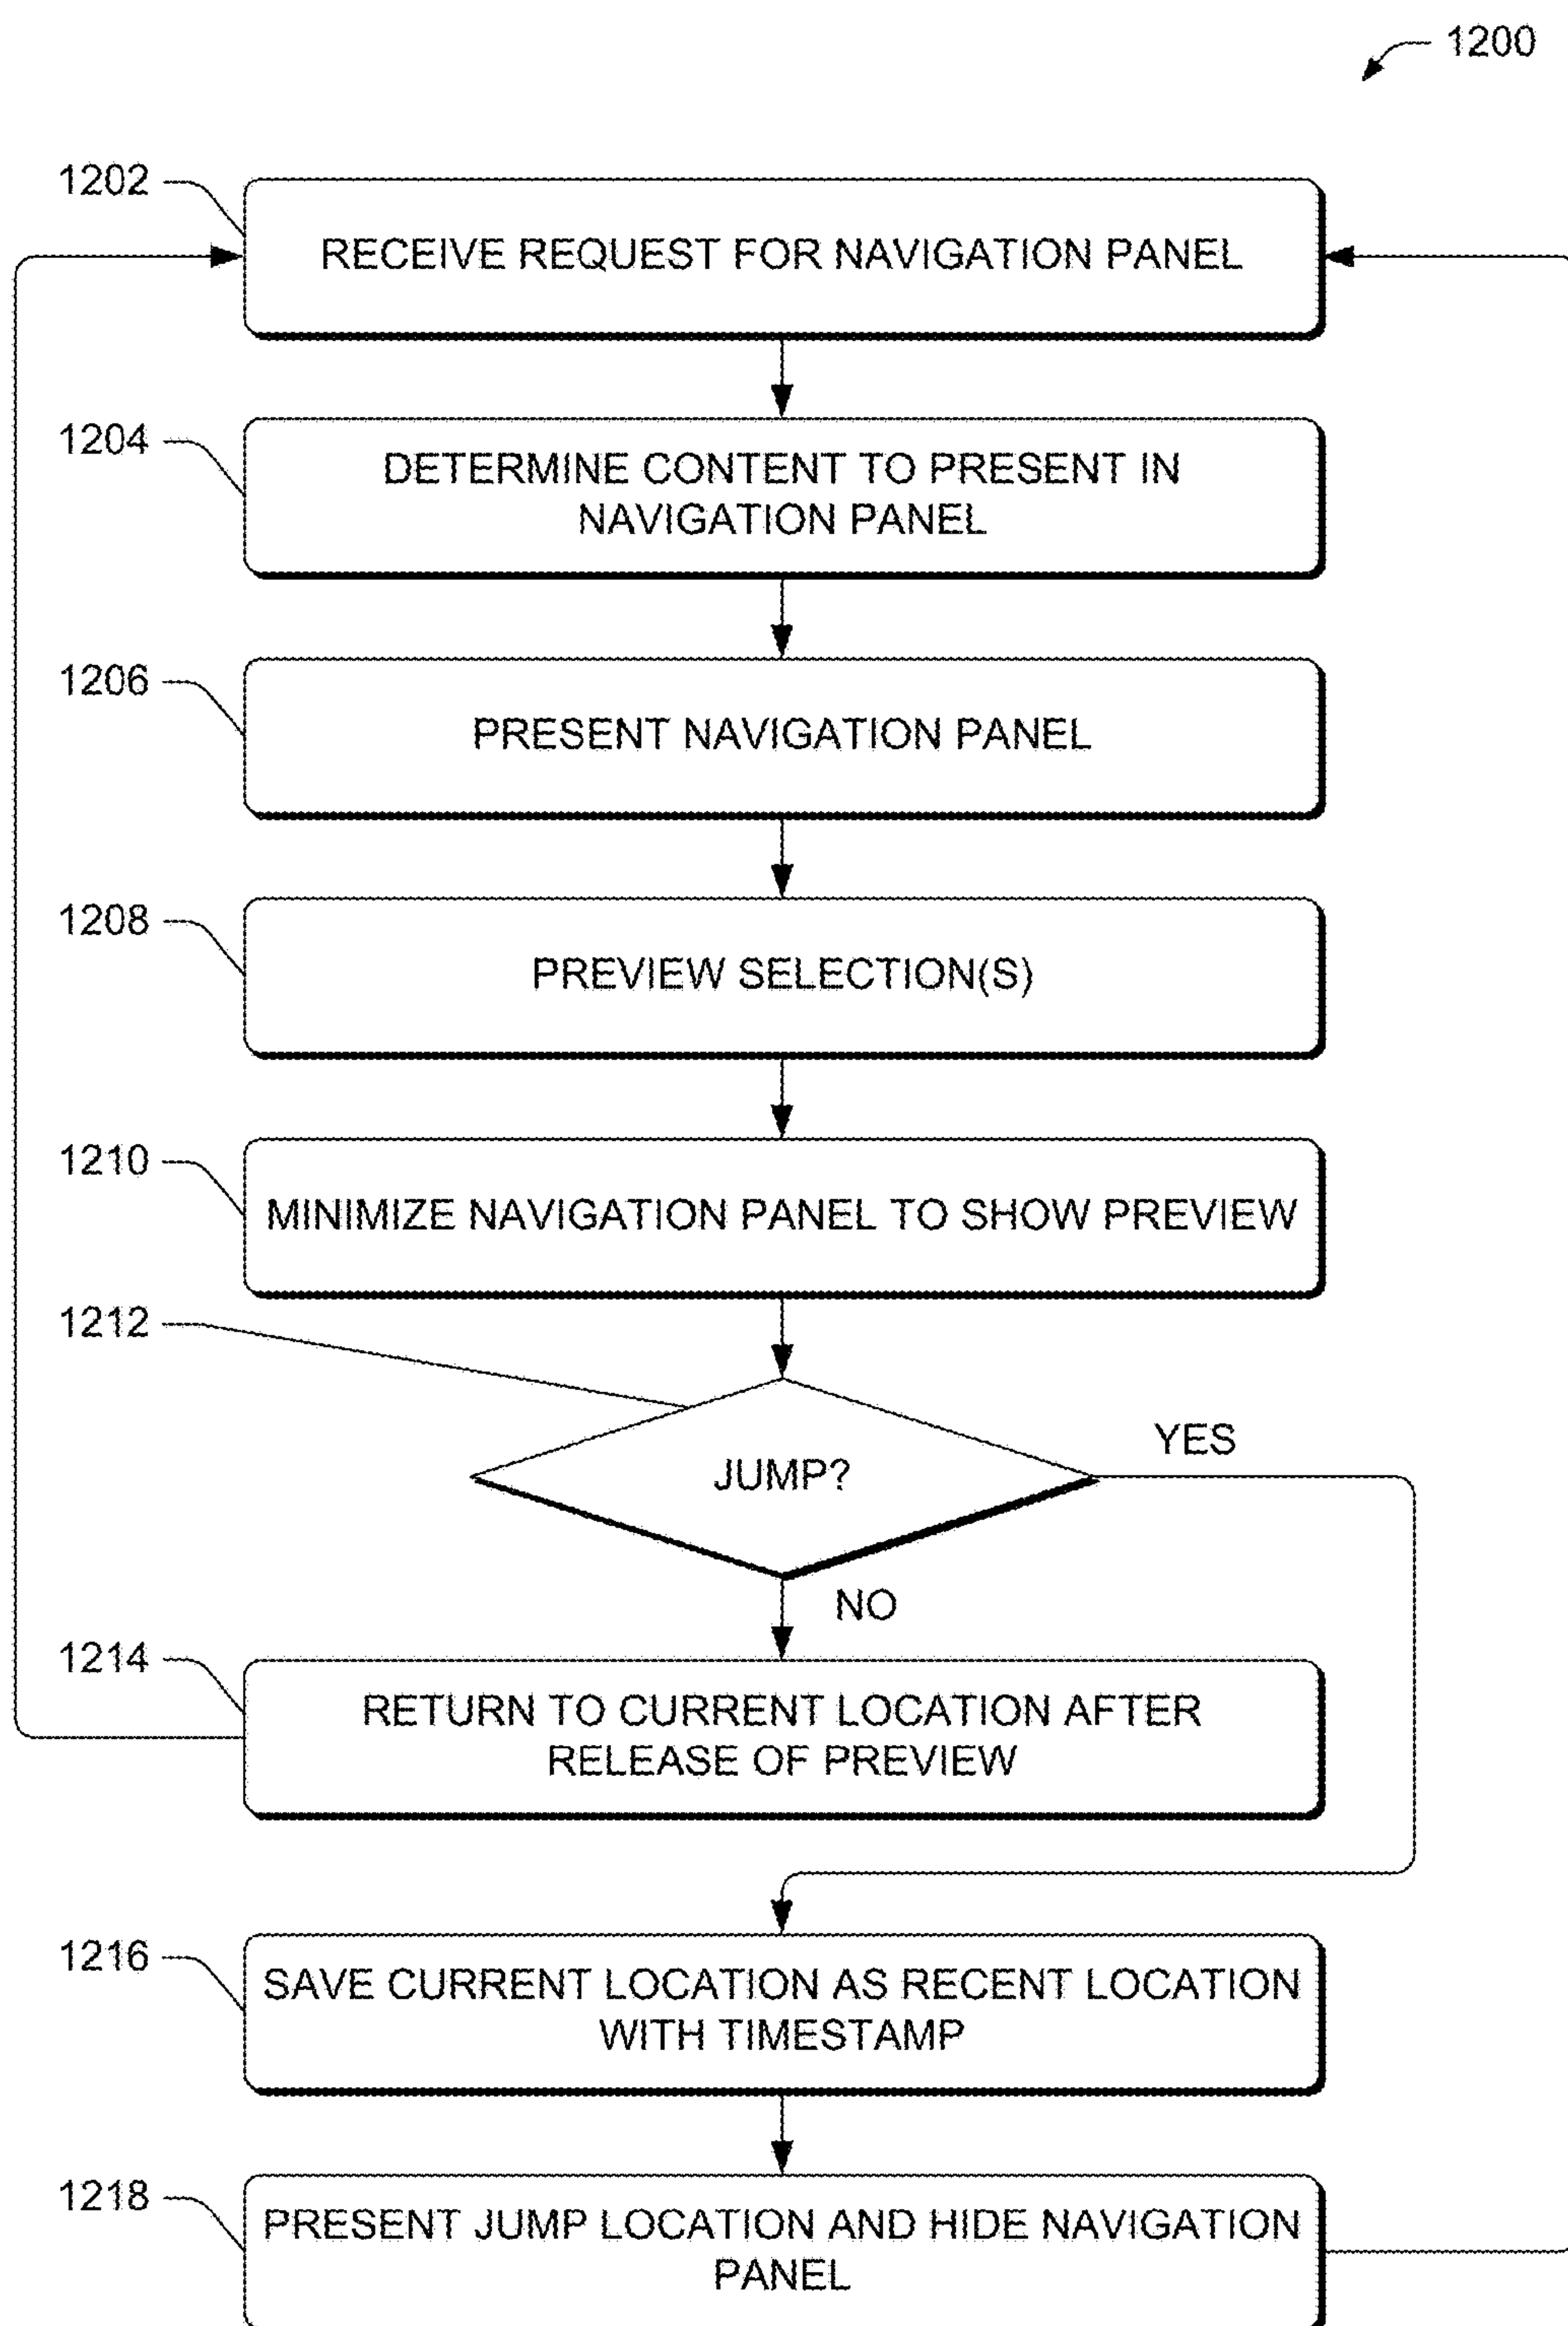 1200
1202
RECEIVE REQUEST FOR NAVIGATION PANEL
1204
DETERMINE CONTENT TO PRESENT IN
NAVIGATION PANEL
1206
PRESENT NAVIGATION PANEL
1208
PREVIEW SELECTION(S)
1210
MINIMIZE NAVIGATION PANEL TO SHOW PREVIEW
1212
JUMP?
YES
NO
1214
RETURN TO CURRENT LOCATION AFTER
RELEASE OF PREVIEW
1216
SAVE CURRENT LOCATION AS RECENT LOCATION
WITH TIMESTAMP
1218
PRESENT JUMP LOCATION AND HIDE NAVIGATION
PANEL